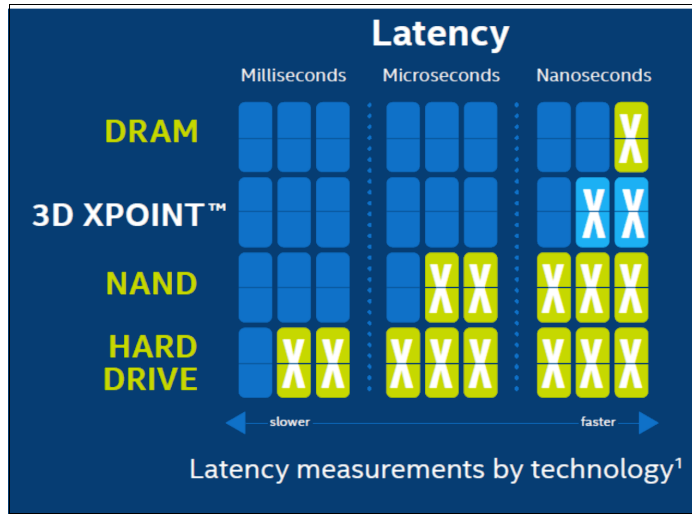 Latency
Milliseconds Microseconds Nanoseconds
DRAM X
3D XPOINT™ X X
NAND X X X X X
HARD
DRIVE X X X X X X X X
slower faster
Latency measurements by technology¹